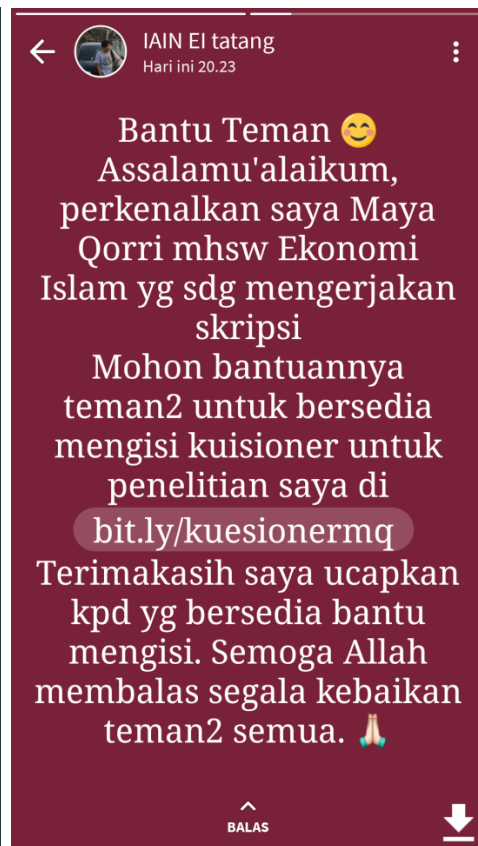 IAIN EI tatang
Hari ini 20.23
Bantu Teman 😊
Assalamu'alaikum,
perkenalkan saya Maya
Qorri mhsw Ekonomi
Islam yg sdg mengerjakan
skripsi
Mohon bantuannya
teman2 untuk bersedia
mengisi kuisioner untuk
penelitian saya di
bit.ly/kuesionermq
Terimakasih saya ucapkan
kpd yg bersedia bantu
mengisi. Semoga Allah
membalas segala kebaikan
teman2 semua. 🙏🏻
BALAS